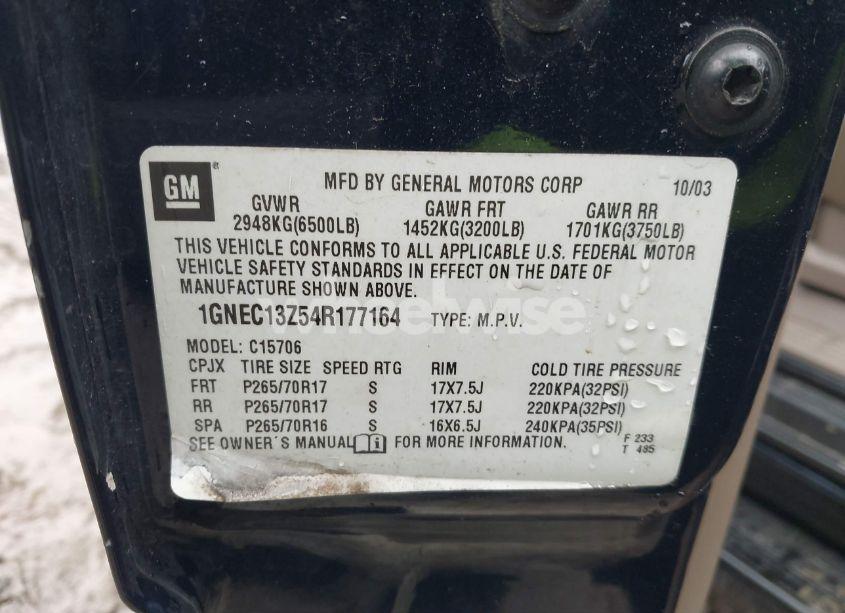 GM
MFD BY GENERAL MOTORS CORP 10/03
GVWR GAWR FRT GAWR RR
2948KG(6500LB) 1452KG(3200LB) 1701KG(3750LB)
THIS VEHICLE CONFORMS TO ALL APPLICABLE U.S. FEDERAL MOTOR
VEHICLE SAFETY STANDARDS IN EFFECT ON THE DATE OF
MANUFACTURE SHOWN ABOVE.
wheelwise
1GNEC13Z54R177164 TYPE: M.P.V.
MODEL: C15706
CPJX TIRE SIZE SPEED RTG RIM COLD TIRE PRESSURE
FRT P265/70R17 S 17X7.5J 220KPA(32PSI)
RR P265/70R17 S 17X7.5J 220KPA(32PSI)
SPA P265/70R16 S 16X6.5J 240KPA(35PSI)
SEE OWNER'S MANUAL FOR MORE INFORMATION.
F 233
T 485